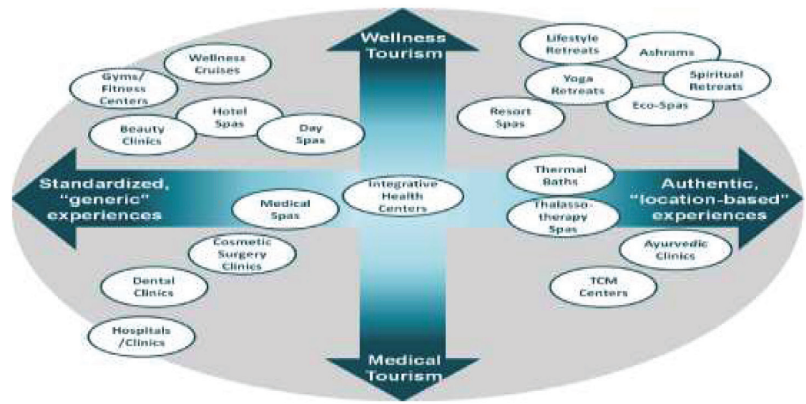 Wellness
Tourism
Lifestyle
Retreats
Ashrams
Wellness
Cruises
Gyms/
Fitness
Centers
Yoga
Retreats
Spiritual
Retreats
Eco-Spas
Hotel
Spas
Resort
Spas
Beauty
Clinics
Day
Spas
Thermal
Baths
Standardized,
"generic"
experiences
Integrative
Health
Centers
Authentic,
"location-based"
experiences
Medical
Spas
Thalasso-
therapy
Spas
Cosmetic
Surgery
Clinics
Ayurvedic
Clinics
Dental
Clinics
TCM
Centers
Hospitals
/Clinics
Medical
Tourism